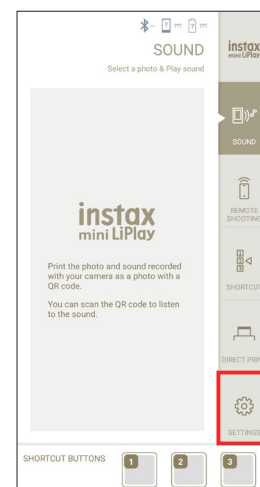 ? ??? ? ???
SOUND
Select a photo & Play sound
instax
mini LiPlay
SOUND
REMOTE
SHOOTING
SHORTCUT
DIRECT PRIN
SETTINGS
instax
mini LiPlay
Print the photo and sound recorded
with your camera as a photo with a
QR code.
You can scan the QR code to listen
to the sound.
SHORTCUT BUTTONS
1
2
3